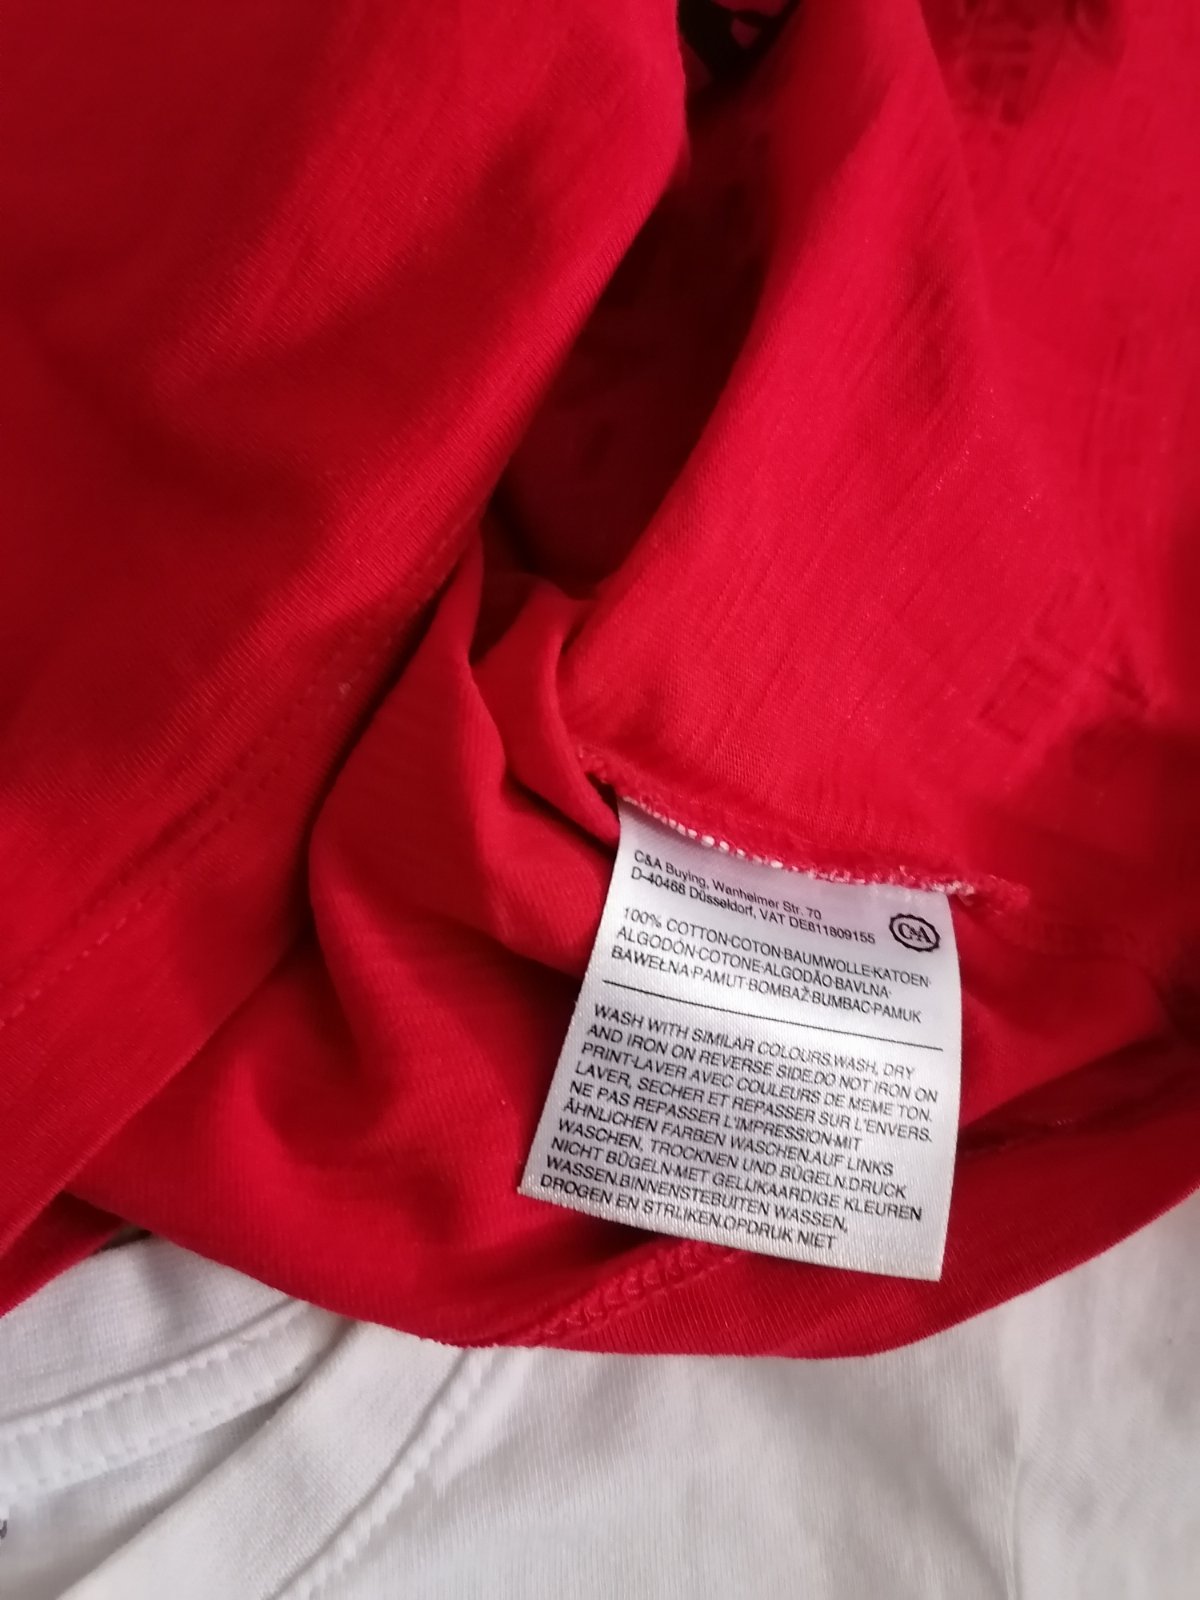 C&A Buying, Wanheimer Str. 70
D-40468 Düsseldorf, VAT DE811809155
C&A
100% COTTON·COTON·BAUMWOLLE·KATOEN·
ALGODÓN·COTONE·ALGODÃO·BAVLNA·
BAWEŁNA·PAMUT·BOMBAŽ·BUMBAC·PAMUK
WASH WITH SIMILAR COLOURS.WASH, DRY
AND IRON ON REVERSE SIDE.DO NOT IRON ON
PRINT·LAVER AVEC COULEURS DE MEME TON.
LAVER, SECHER ET REPASSER SUR L'ENVERS.
NE PAS REPASSER L'IMPRESSION·MIT
ÄHNLICHEN FARBEN WASCHEN.AUF LINKS
WASCHEN, TROCKNEN UND BÜGELN.DRUCK
NICHT BÜGELN·MET GELIJKAARDIGE KLEUREN
WASSEN.BINNENSTEBUITEN WASSEN,
DROGEN EN STRIJKEN.OPDRUK NIET